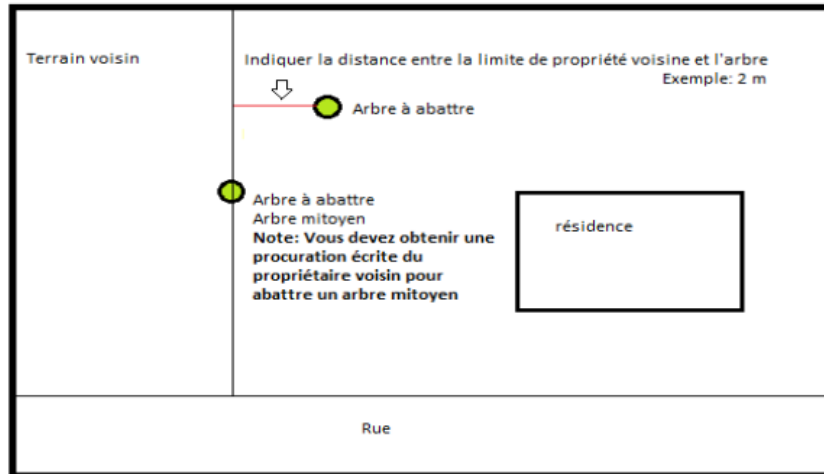 Terrain voisin
Indiquer la distance entre la limite de propriété voisine et l'arbre
Exemple: 2 m
Arbre à abattre
Arbre à abattre
Arbre mitoyen
Note: Vous devez obtenir une
procuration écrite du
propriétaire voisin pour
abattre un arbre mitoyen
résidence
Rue